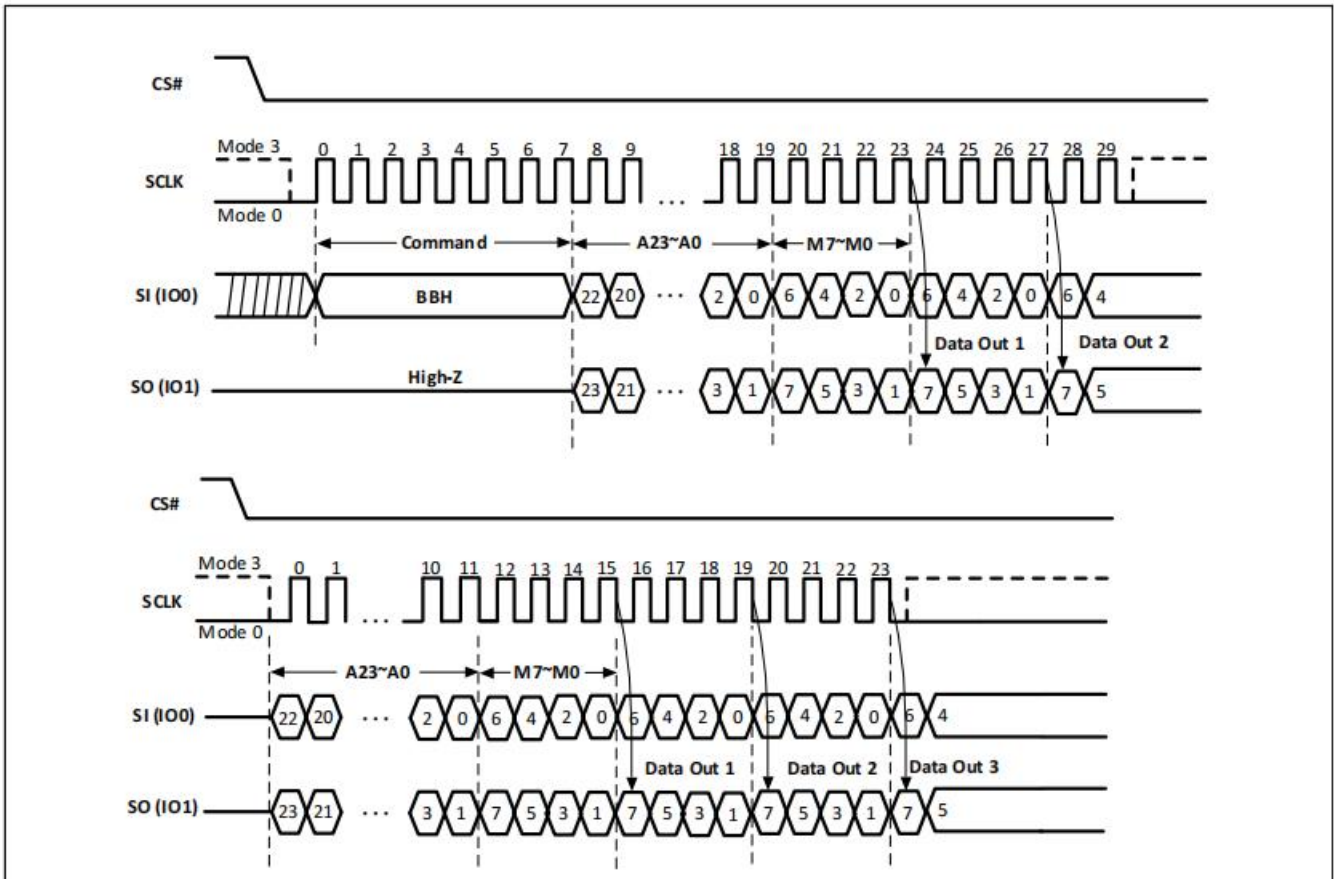 CS#
Mode 3
0 1 2 3 4 5 6 7 8 9 18 19 20 21 22 23 24 25 26 27 28 29
SCLK
...
Mode 0
Command A23~A0 M7~M0
SI (IO0) BBH 22 20 ... 2 0 6 4 2 0 6 4 2 0 6 4
Data Out 1 Data Out 2
High-Z
SO (IO1) 23 21 ... 3 1 7 5 3 1 7 5 3 1 7 5
CS#
Mode 3
0 1 10 11 12 13 14 15 16 17 18 19 20 21 22 23
SCLK
...
Mode 0
A23~A0 M7~M0
SI (IO0) 22 20 ... 2 0 6 4 2 0 6 4 2 0 6 4 2 0 6 4
Data Out 1 Data Out 2 Data Out 3
SO (IO1) 23 21 ... 3 1 7 5 3 1 7 5 3 1 7 5 3 1 7 5